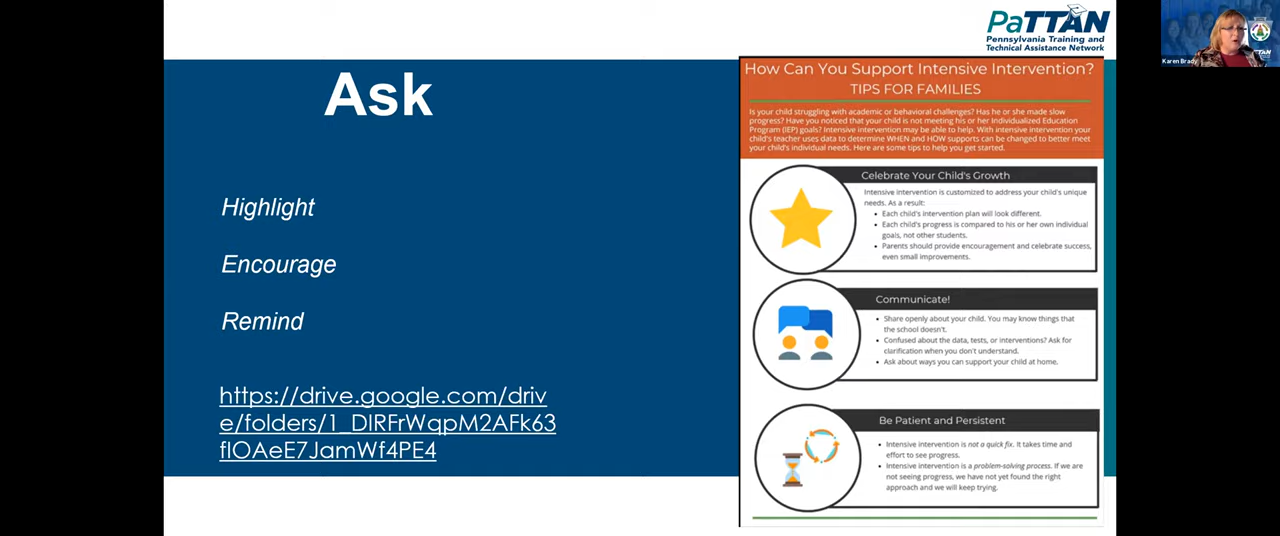 PaTTAN
Pennsylvania Training and
Technical Assistance Network
Karen Brady
Ask
Highlight
Encourage
Remind
https://drive.google.com/driv
e/folders/1_DIRFrWqpM2AFk63
fIOAeE7JamWf4PE4
How Can You Support Intensive Intervention?
TIPS FOR FAMILIES
Is your child struggling with academic or behavioral challenges? Has he or she made slow
progress? Have you noticed that your child is not meeting his or her Individualized Education
Program (IEP) goals? Intensive intervention may be able to help. With intensive intervention your
child's teacher uses data to determine WHEN and HOW supports can be changed to better meet
your child's individual needs. Here are some tips to help you get started.
Celebrate Your Child's Growth
Intensive intervention is customized to address your child's unique
needs. As a result:
• Each child's intervention plan will look different.
• Each child's progress is compared to his or her own individual
goals, not other students.
• Parents should provide encouragement and celebrate success,
even small improvements.
Communicate!
• Share openly about your child. You may know things that
the school doesn't.
• Confused about the data, tests, or interventions? Ask for
clarification when you don't understand.
• Ask about ways you can support your child at home.
Be Patient and Persistent
• Intensive intervention is not a quick fix. It takes time and
effort to see progress.
• Intensive intervention is a problem-solving process. If we are
not seeing progress, we have not yet found the right
approach and we will keep trying.